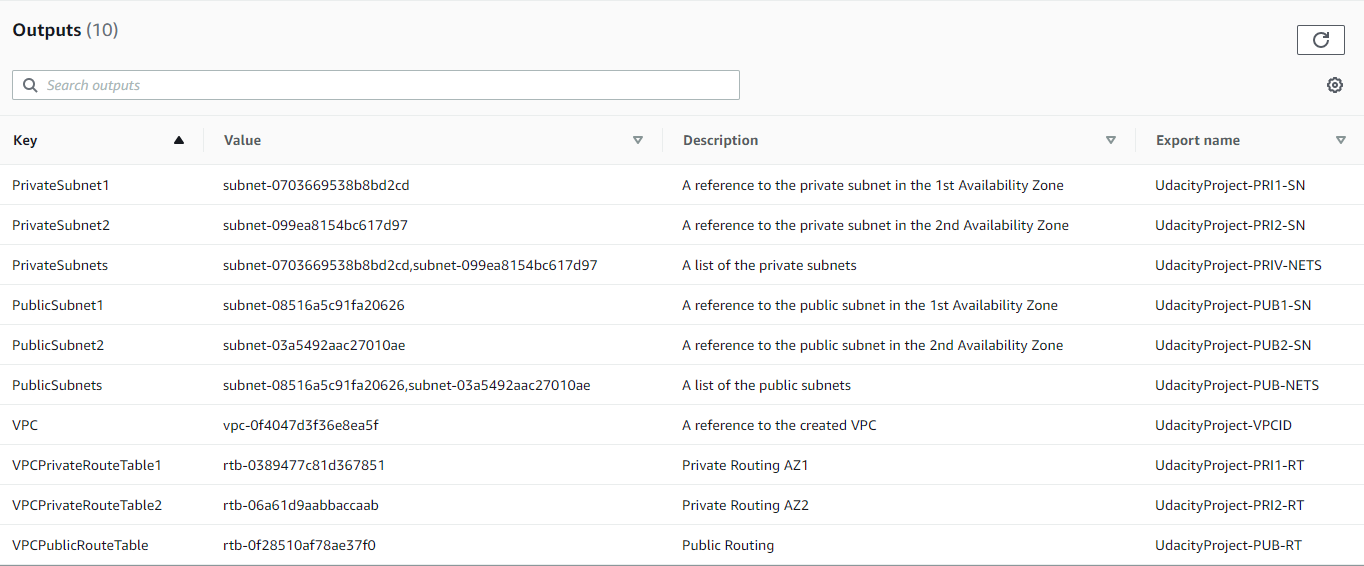 Outputs (10)
Search outputs
Key Value Description Export name
PrivateSubnet1 subnet-0703669538b8bd2cd A reference to the private subnet in the 1st Availability Zone UdacityProject-PRI1-SN
PrivateSubnet2 subnet-099ea8154bc617d97 A reference to the private subnet in the 2nd Availability Zone UdacityProject-PRI2-SN
PrivateSubnets subnet-0703669538b8bd2cd,subnet-099ea8154bc617d97 A list of the private subnets UdacityProject-PRIV-NETS
PublicSubnet1 subnet-08516a5c91fa20626 A reference to the public subnet in the 1st Availability Zone UdacityProject-PUB1-SN
PublicSubnet2 subnet-03a5492aac27010ae A reference to the public subnet in the 2nd Availability Zone UdacityProject-PUB2-SN
PublicSubnets subnet-08516a5c91fa20626,subnet-03a5492aac27010ae A list of the public subnets UdacityProject-PUB-NETS
VPC vpc-0f4047d3f36e8ea5f A reference to the created VPC UdacityProject-VPCID
VPCPrivateRouteTable1 rtb-0389477c81d367851 Private Routing AZ1 UdacityProject-PRI1-RT
VPCPrivateRouteTable2 rtb-06a61d9aabbaccaab Private Routing AZ2 UdacityProject-PRI2-RT
VPCPublicRouteTable rtb-0f28510af78ae37f0 Public Routing UdacityProject-PUB-RT